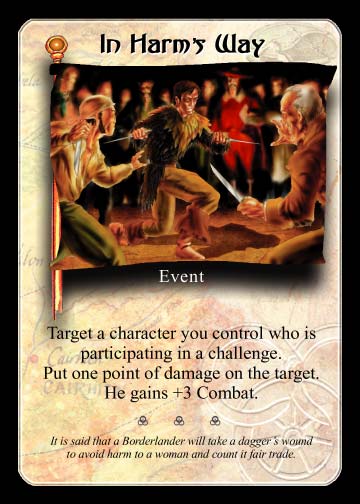 In Harm's Way
Event
Target a character you control who is
participating in a challenge.
Put one point of damage on the target.
He gains +3 Combat.
It is said that a Borderlander will take a dagger's wound
to avoid harm to a woman and count it fair trade.